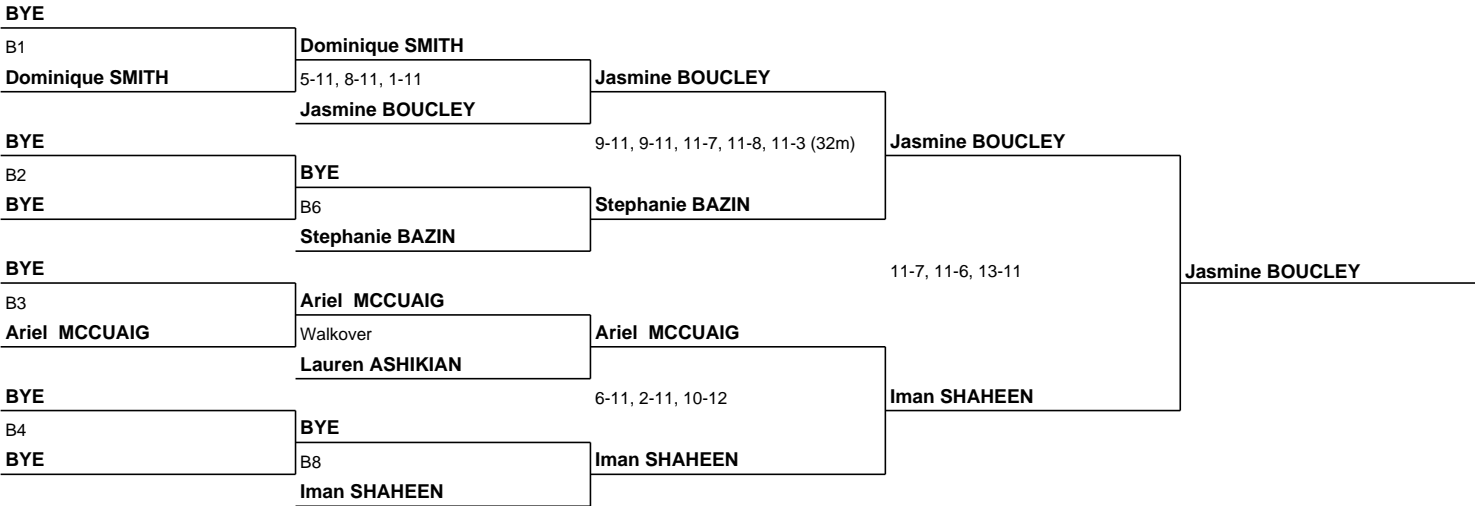 BYE
B1
Dominique SMITH
BYE
B2
BYE
BYE
B3
Ariel  MCCUAIG
BYE
B4
BYE
Dominique SMITH
5-11, 8-11, 1-11
Jasmine BOUCLEY
BYE
B6
Stephanie BAZIN
Ariel  MCCUAIG
Walkover
Lauren ASHIKIAN
BYE
B8
Iman SHAHEEN
Jasmine BOUCLEY
9-11, 9-11, 11-7, 11-8, 11-3 (32m)
Stephanie BAZIN
Ariel  MCCUAIG
6-11, 2-11, 10-12
Iman SHAHEEN
Jasmine BOUCLEY
11-7, 11-6, 13-11
Iman SHAHEEN
Jasmine BOUCLEY